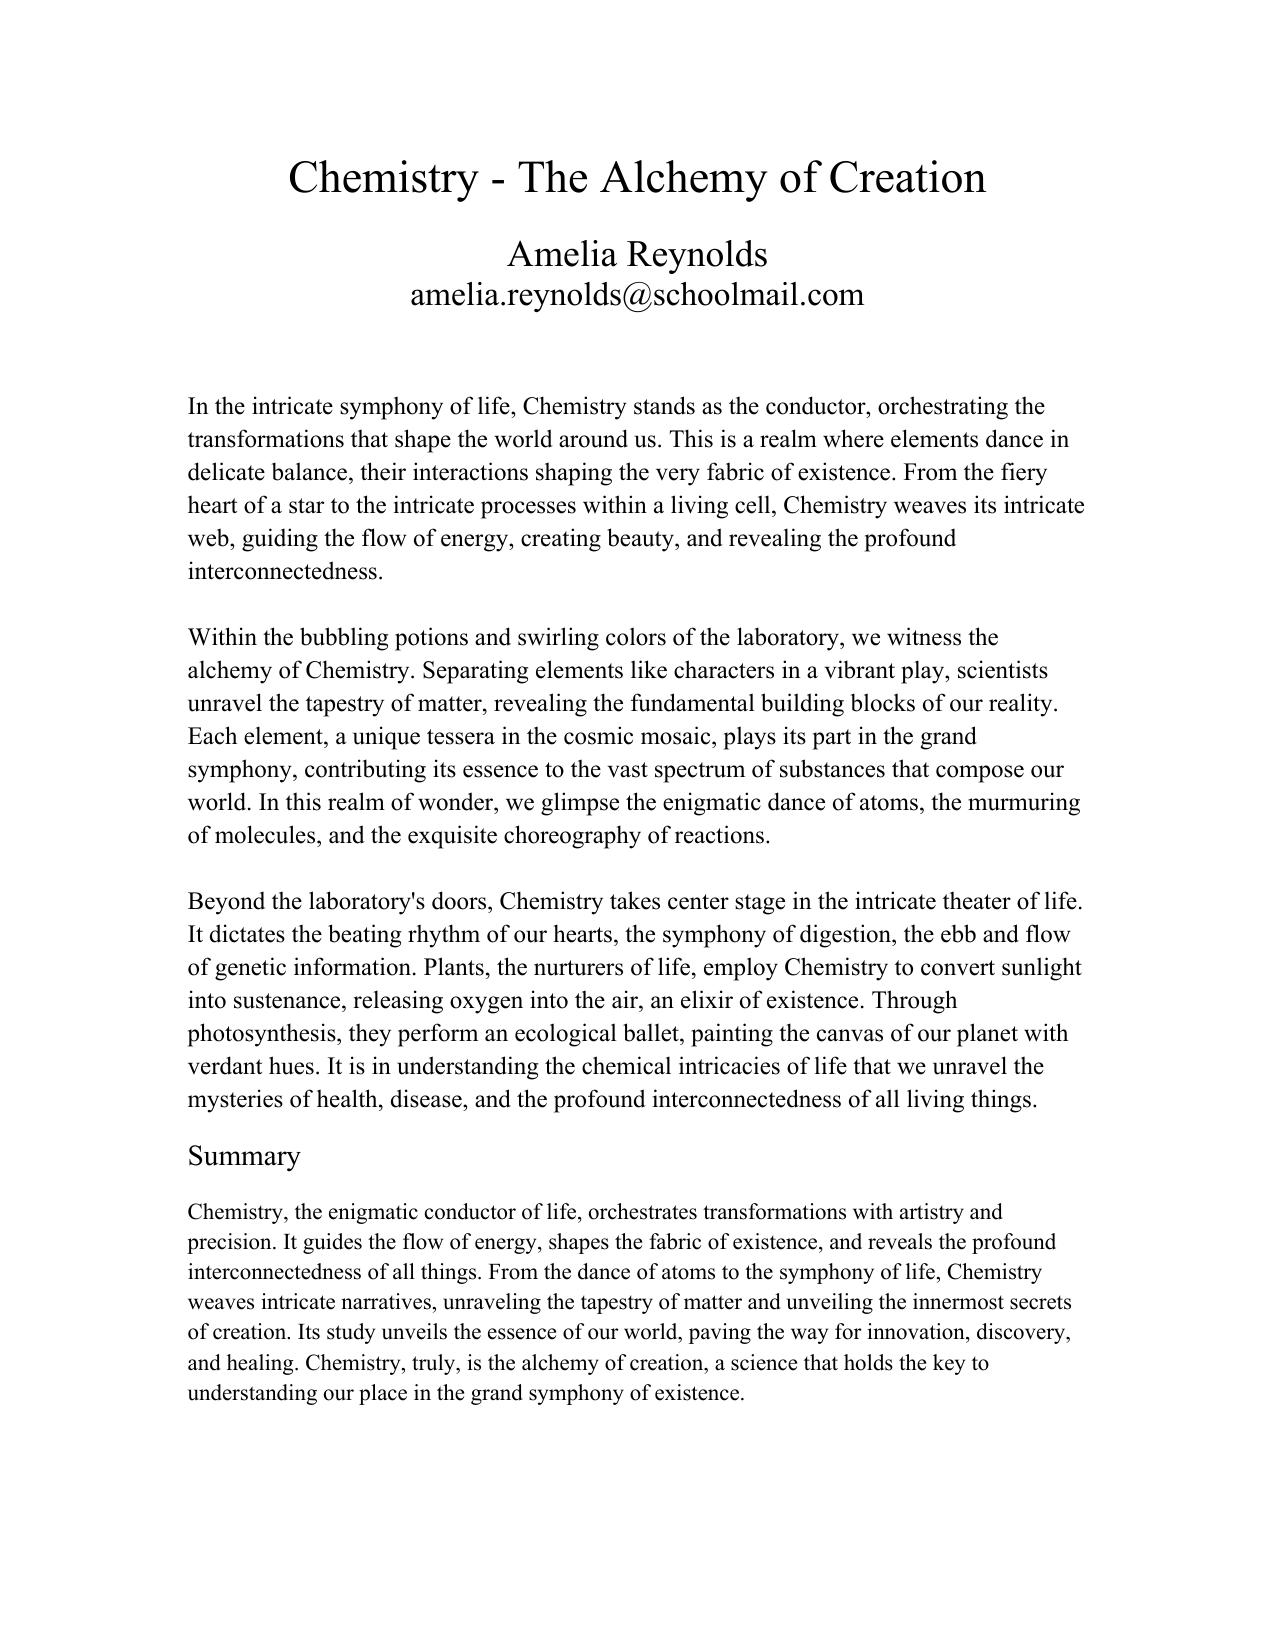 Chemistry - The Alchemy of Creation
Amelia Reynolds
amelia.reynolds@schoolmail.com
In the intricate symphony of life, Chemistry stands as the conductor, orchestrating the
transformations that shape the world around us. This is a realm where elements dance in
delicate balance, their interactions shaping the very fabric of existence. From the fiery
heart of a star to the intricate processes within a living cell, Chemistry weaves its intricate
web, guiding the flow of energy, creating beauty, and revealing the profound
interconnectedness.
Within the bubbling potions and swirling colors of the laboratory, we witness the
alchemy of Chemistry. Separating elements like characters in a vibrant play, scientists
unravel the tapestry of matter, revealing the fundamental building blocks of our reality.
Each element, a unique tessera in the cosmic mosaic, plays its part in the grand
symphony, contributing its essence to the vast spectrum of substances that compose our
world. In this realm of wonder, we glimpse the enigmatic dance of atoms, the murmuring
of molecules, and the exquisite choreography of reactions.
Beyond the laboratory's doors, Chemistry takes center stage in the intricate theater of life.
It dictates the beating rhythm of our hearts, the symphony of digestion, the ebb and flow
of genetic information. Plants, the nurturers of life, employ Chemistry to convert sunlight
into sustenance, releasing oxygen into the air, an elixir of existence. Through
photosynthesis, they perform an ecological ballet, painting the canvas of our planet with
verdant hues. It is in understanding the chemical intricacies of life that we unravel the
mysteries of health, disease, and the profound interconnectedness of all living things.
Summary
Chemistry, the enigmatic conductor of life, orchestrates transformations with artistry and
precision. It guides the flow of energy, shapes the fabric of existence, and reveals the profound
interconnectedness of all things. From the dance of atoms to the symphony of life, Chemistry
weaves intricate narratives, unraveling the tapestry of matter and unveiling the innermost secrets
of creation. Its study unveils the essence of our world, paving the way for innovation, discovery,
and healing. Chemistry, truly, is the alchemy of creation, a science that holds the key to
understanding our place in the grand symphony of existence.